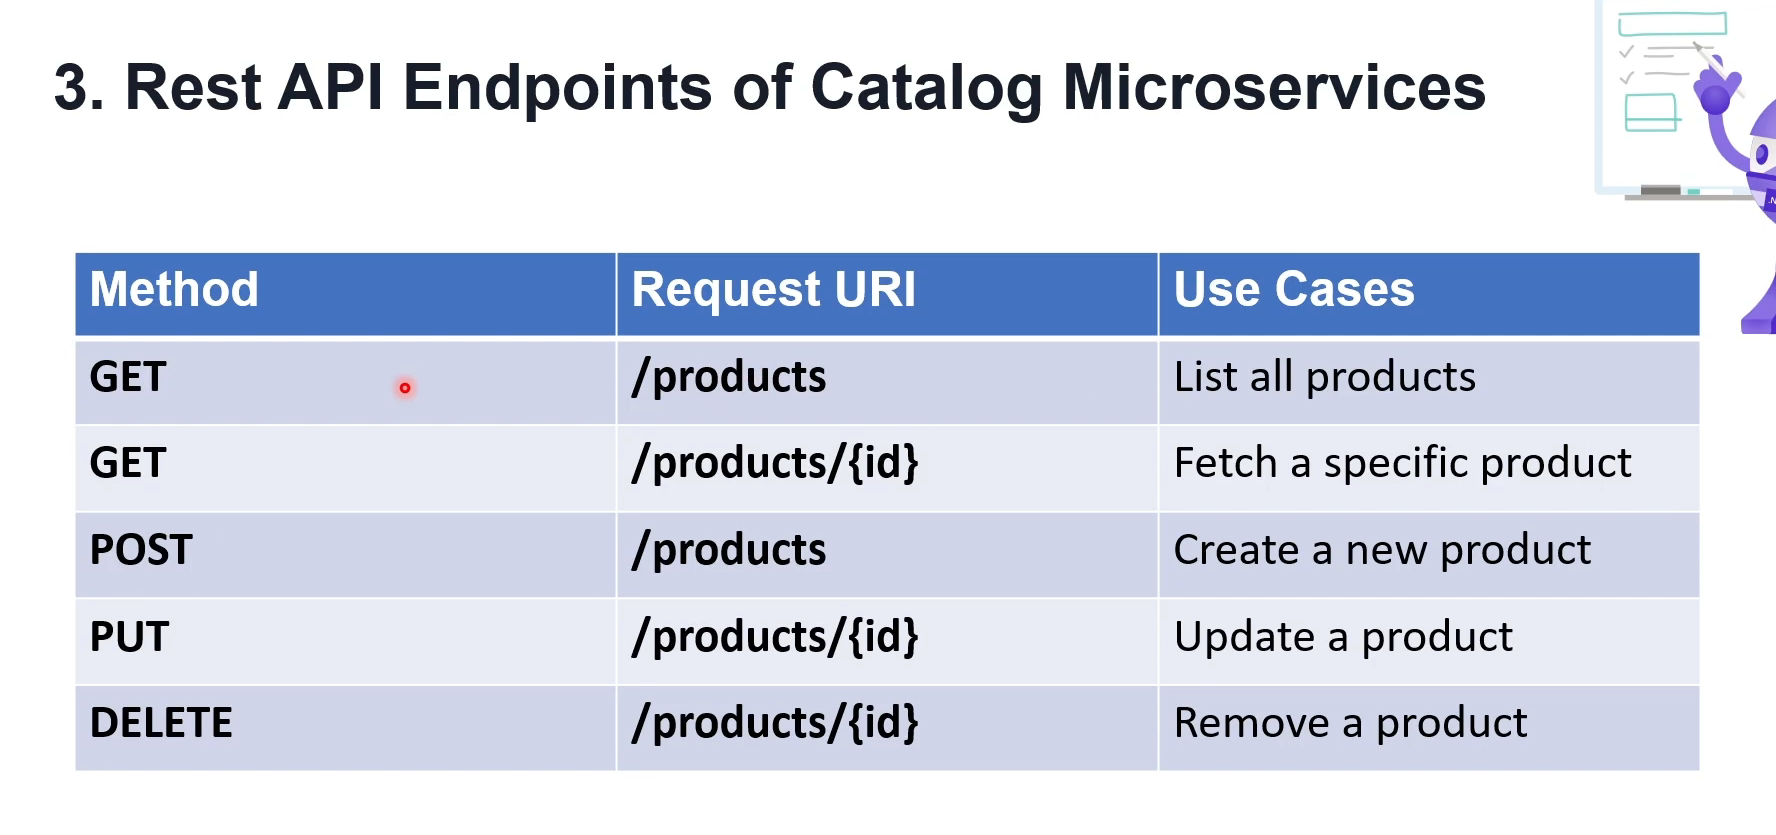 3. Rest API Endpoints of Catalog Microservices
Method Request URI Use Cases
GET /products List all products
GET /products/{id} Fetch a specific product
POST /products Create a new product
PUT /products/{id} Update a product
DELETE /products/{id} Remove a product